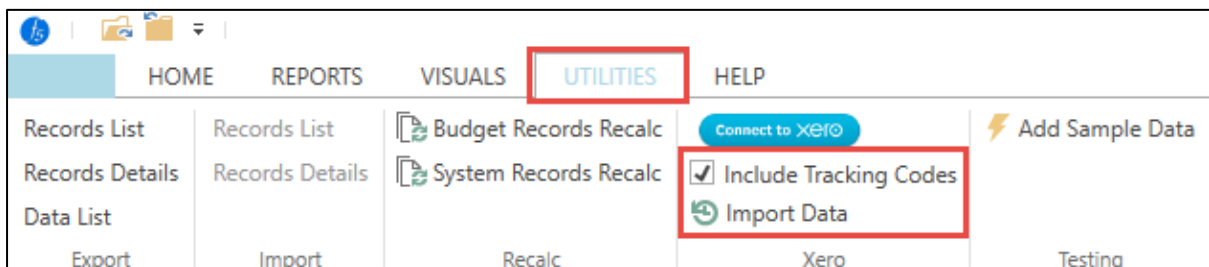 f5
HOME REPORTS VISUALS UTILITIES HELP
Records List Records List Budget Records Recalc Connect to xero Add Sample Data
Records Details Records Details System Records Recalc Include Tracking Codes
Data List Import Data
Export Import Recalc Xero Testing